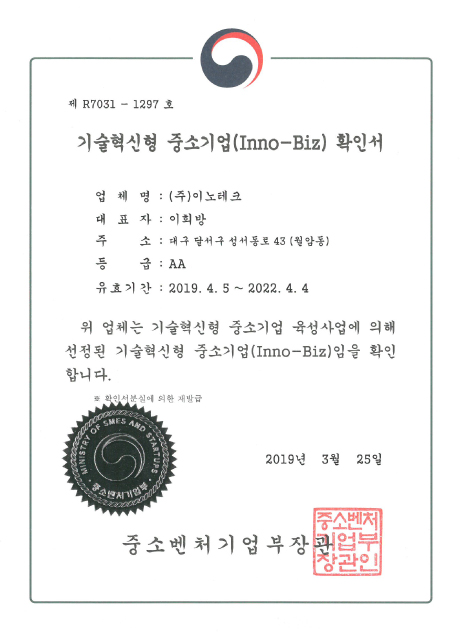 제 R7031 - 1297 호
기술혁신형 중소기업(Inno-Biz) 확인서
업 체 명 : (주)이노테크
대 표 자 : 이희방
주 소 : 대구 달서구 성서동로 43 (월암동)
등 급 : AA
유효기간 : 2019. 4. 5 ~ 2022. 4. 4
위 업체는 기술혁신형 중소기업 육성사업에 의해
선정된 기술혁신형 중소기업(Inno-Biz)임을 확인
합니다.
※ 확인서분실에 의한 재발급
MINISTRY OF SMES AND STARTUPS
중소벤처기업부
2019년 3월 25일
중소벤처기업부장관
중소벤처
기업부
장관인